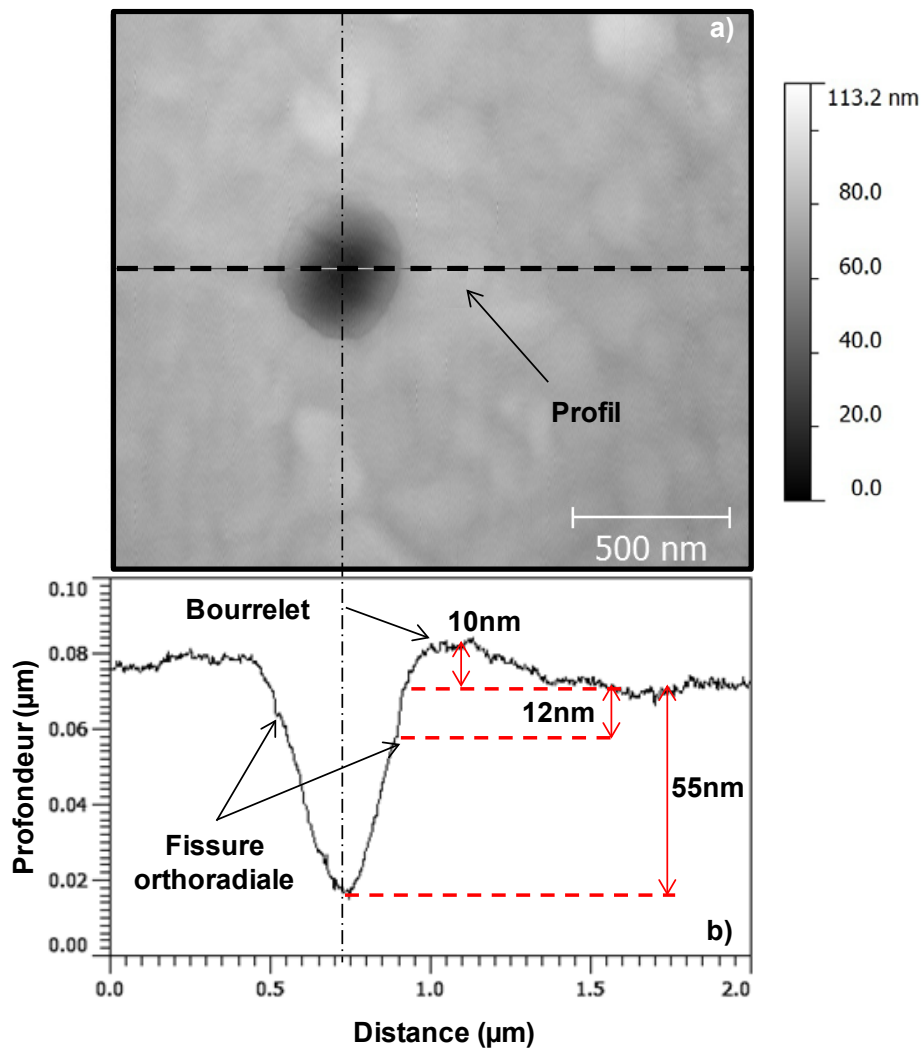 a)
113.2 nm
80.0
60.0
40.0
20.0
0.0
Profil
500 nm
0.10
0.08
0.06
0.04
0.02
0.00
Profondeur (µm)
Bourrelet
10nm
12nm
55nm
Fissure
orthoradiale
b)
0.0 0.5 1.0 1.5 2.0
Distance (µm)